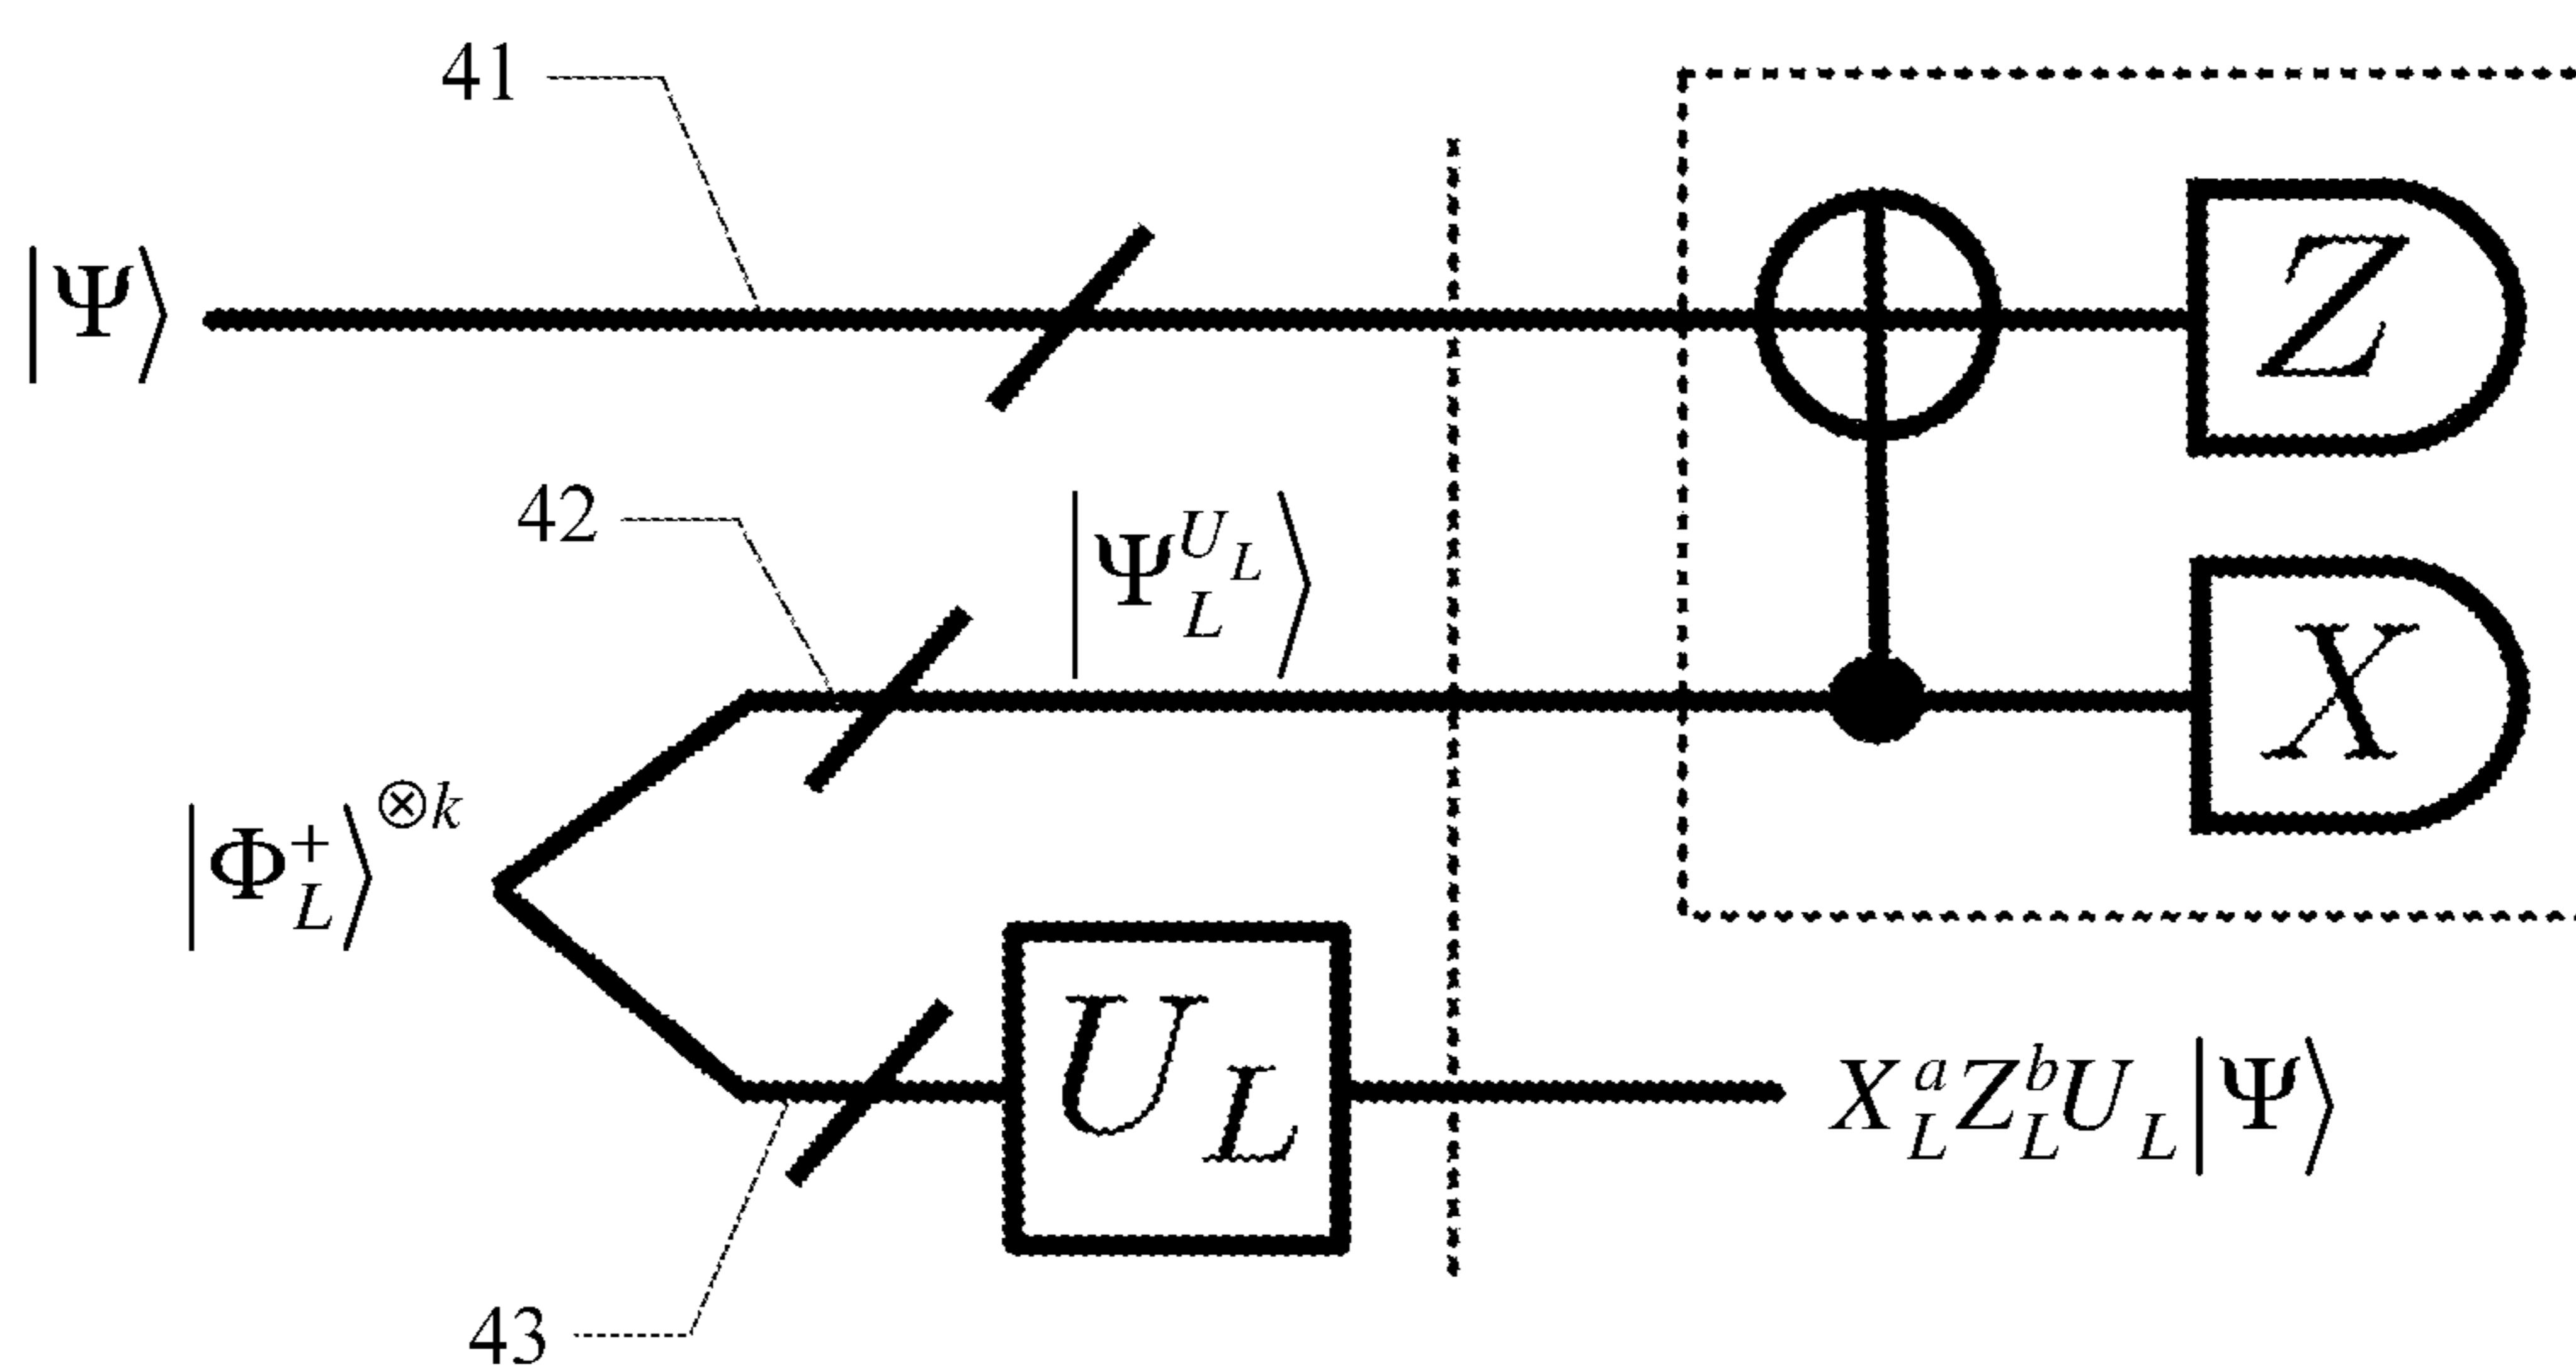 41
|Ψ⟩
Z
42
|Ψ_L^{U_L}⟩
X
|Φ_L^+⟩^{⊗k}
U_L
X_L^a Z_L^b U_L|Ψ⟩
43